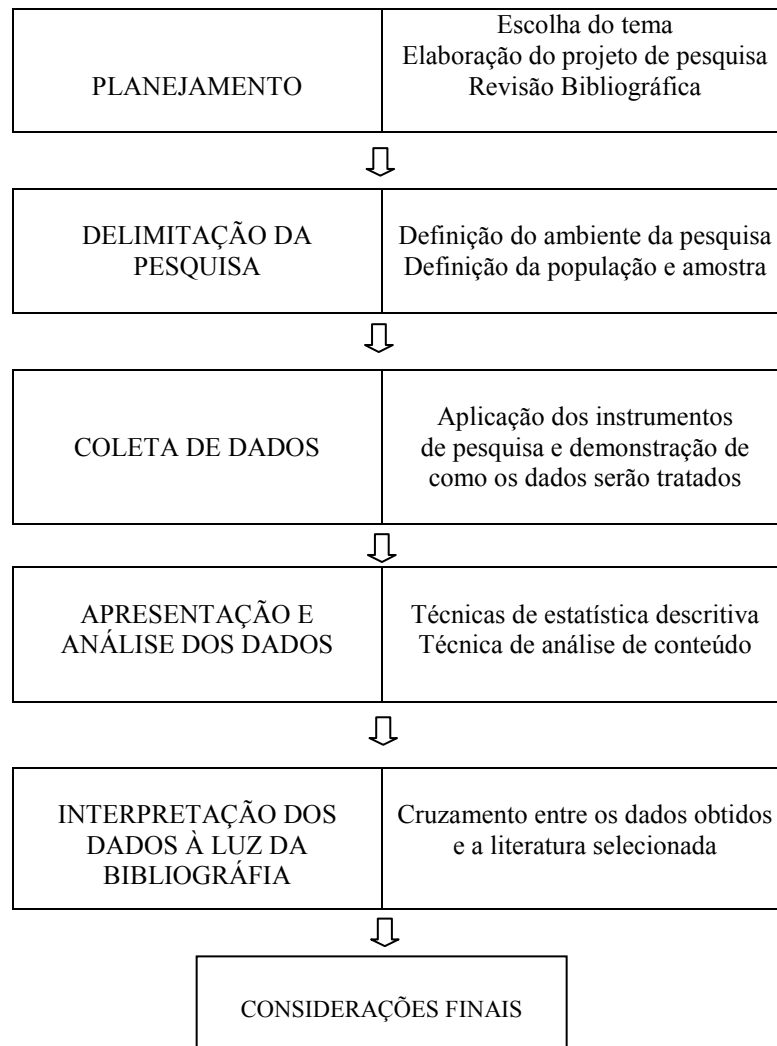 PLANEJAMENTO
Escolha do tema
Elaboração do projeto de pesquisa
Revisão Bibliográfica
DELIMITAÇÃO DA
PESQUISA
Definição do ambiente da pesquisa
Definição da população e amostra
COLETA DE DADOS
Aplicação dos instrumentos
de pesquisa e demonstração de
como os dados serão tratados
APRESENTAÇÃO E
ANÁLISE DOS DADOS
Técnicas de estatística descritiva
Técnica de análise de conteúdo
INTERPRETAÇÃO DOS
DADOS À LUZ DA
BIBLIOGRÁFIA
Cruzamento entre os dados obtidos
e a literatura selecionada
CONSIDERAÇÕES FINAIS